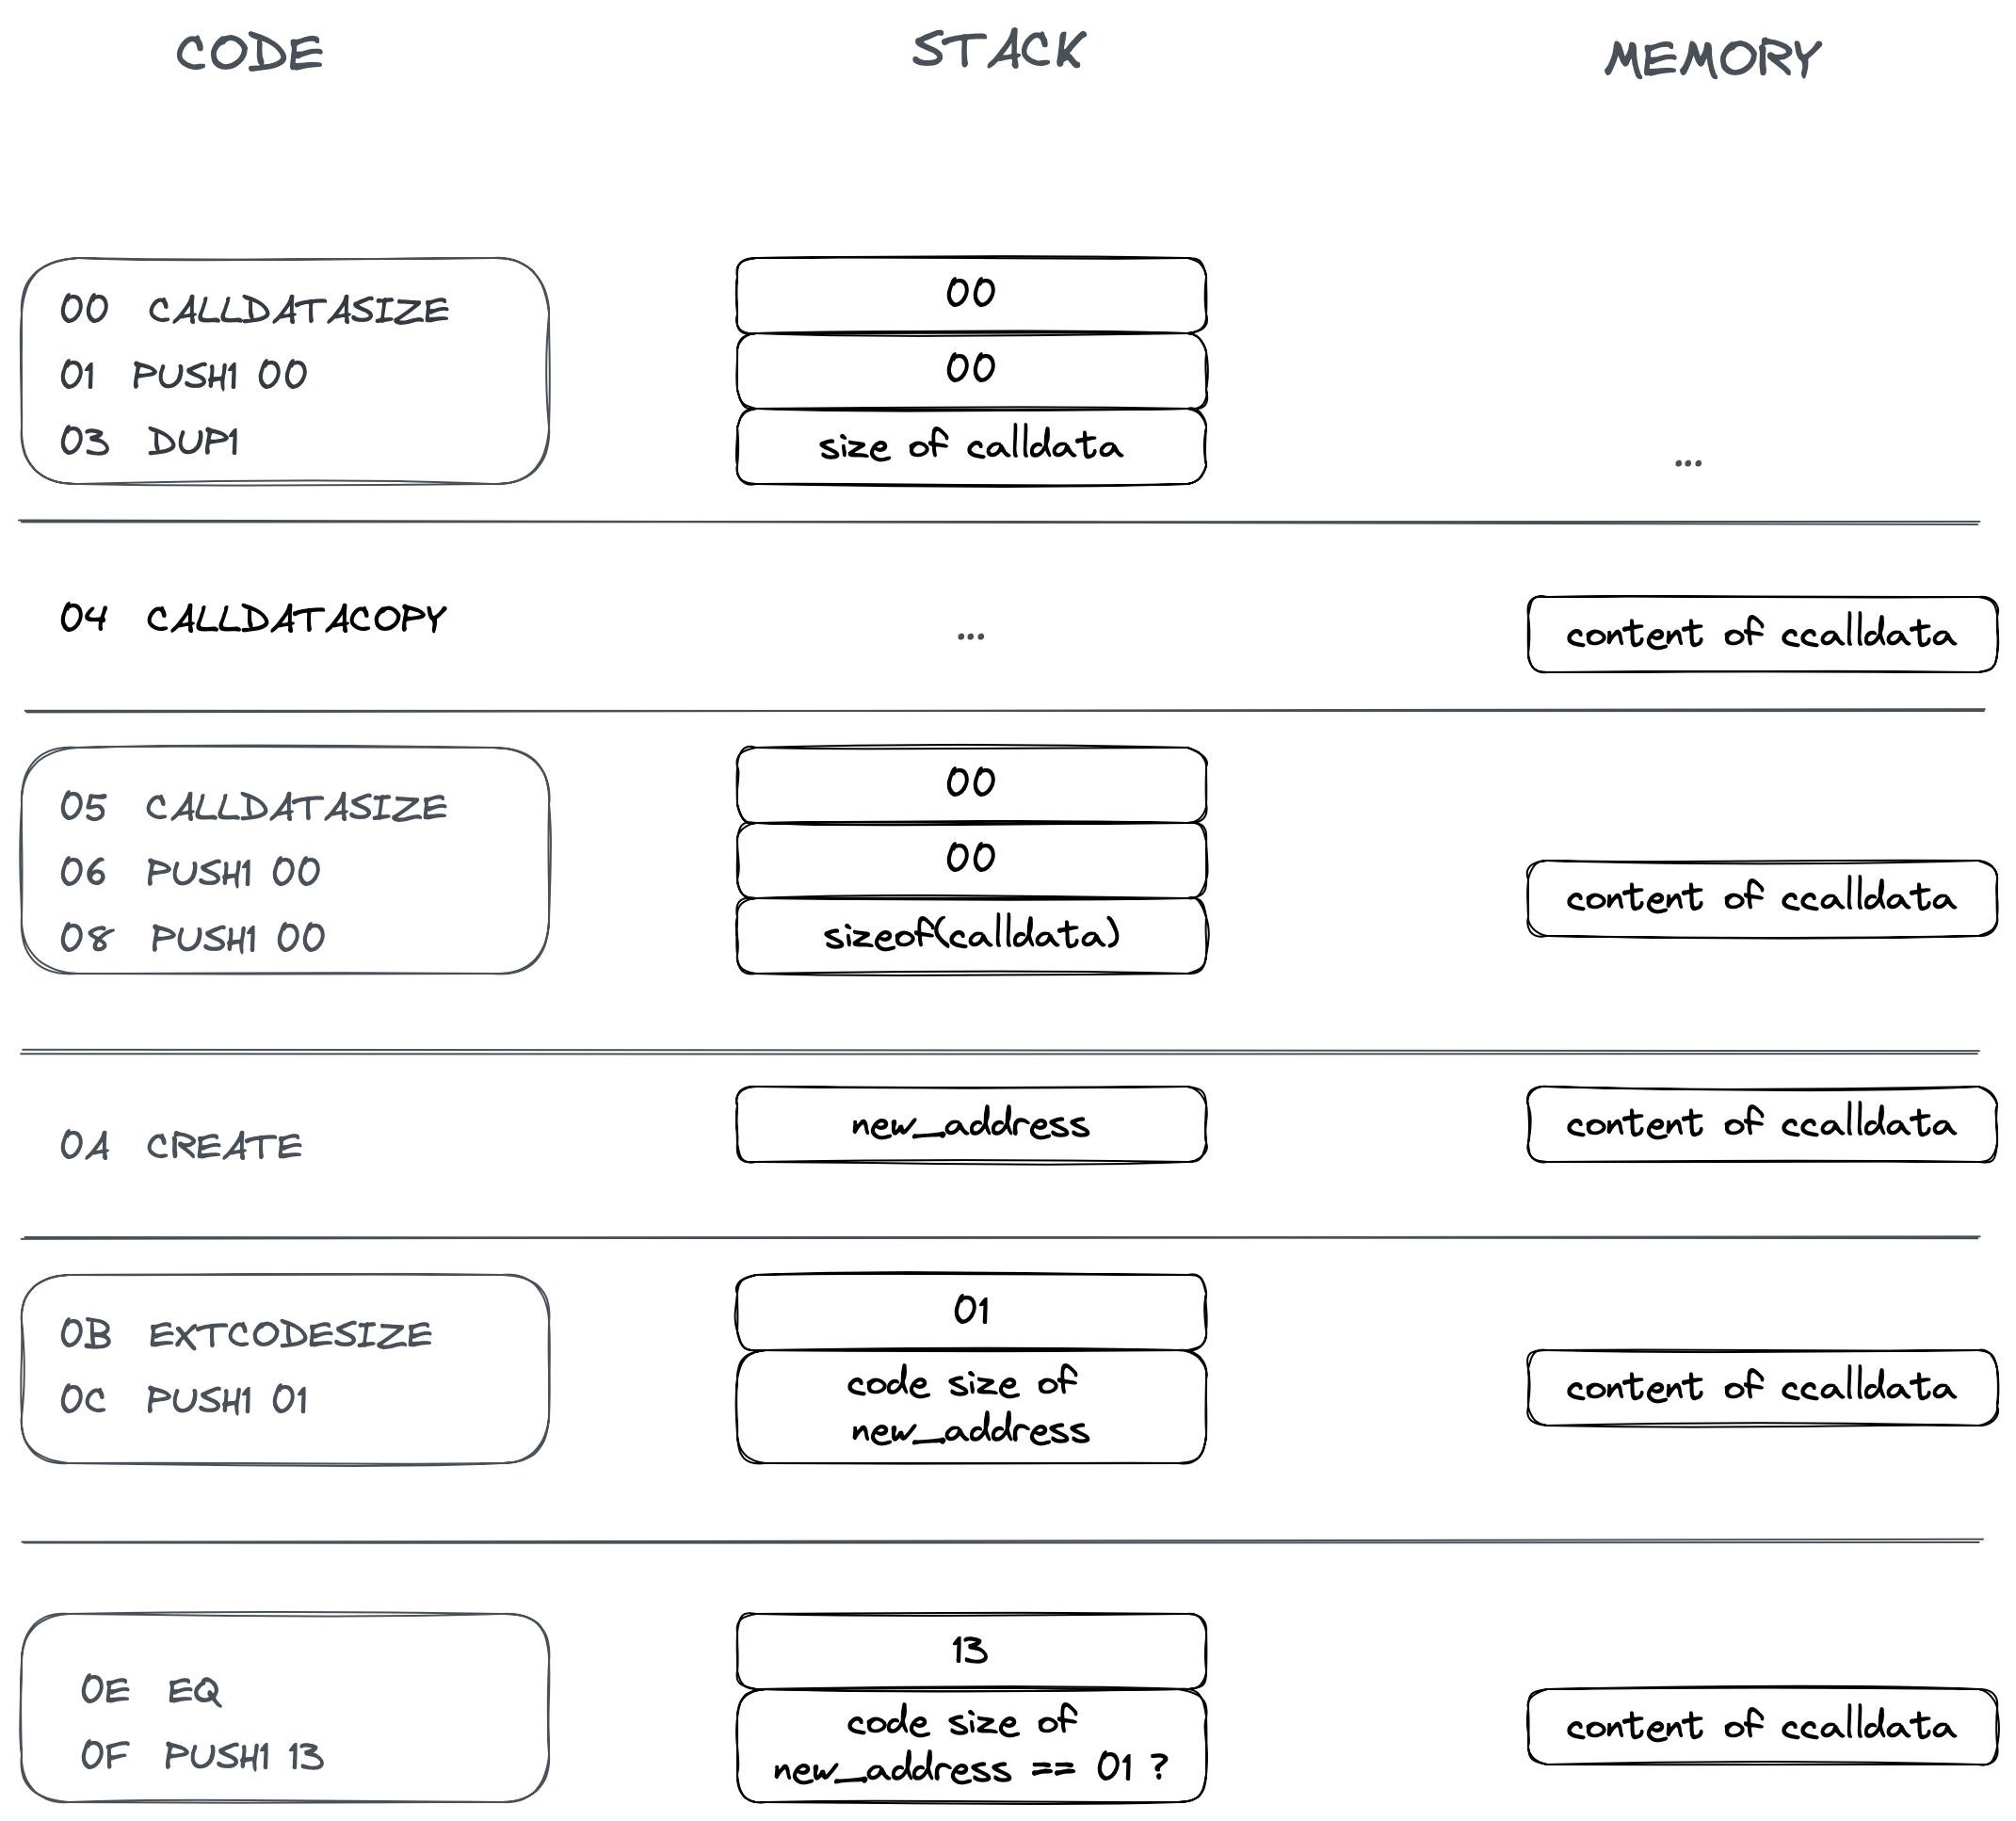 CODE
STACK
MEMORY
00 CALLDATASIZE
01 PUSH1 00
03 DUP1
00
00
size of calldata
...
04 CALLDATACOPY
...
content of ccalldata
05 CALLDATASIZE
06 PUSH1 00
08 PUSH1 00
00
00
sizeof(calldata)
content of ccalldata
0A CREATE
new_address
content of ccalldata
0B EXTCODESIZE
0C PUSH1 01
01
code size of
new_address
content of ccalldata
0E EQ
0F PUSH1 13
13
code size of
new_address == 01 ?
content of ccalldata